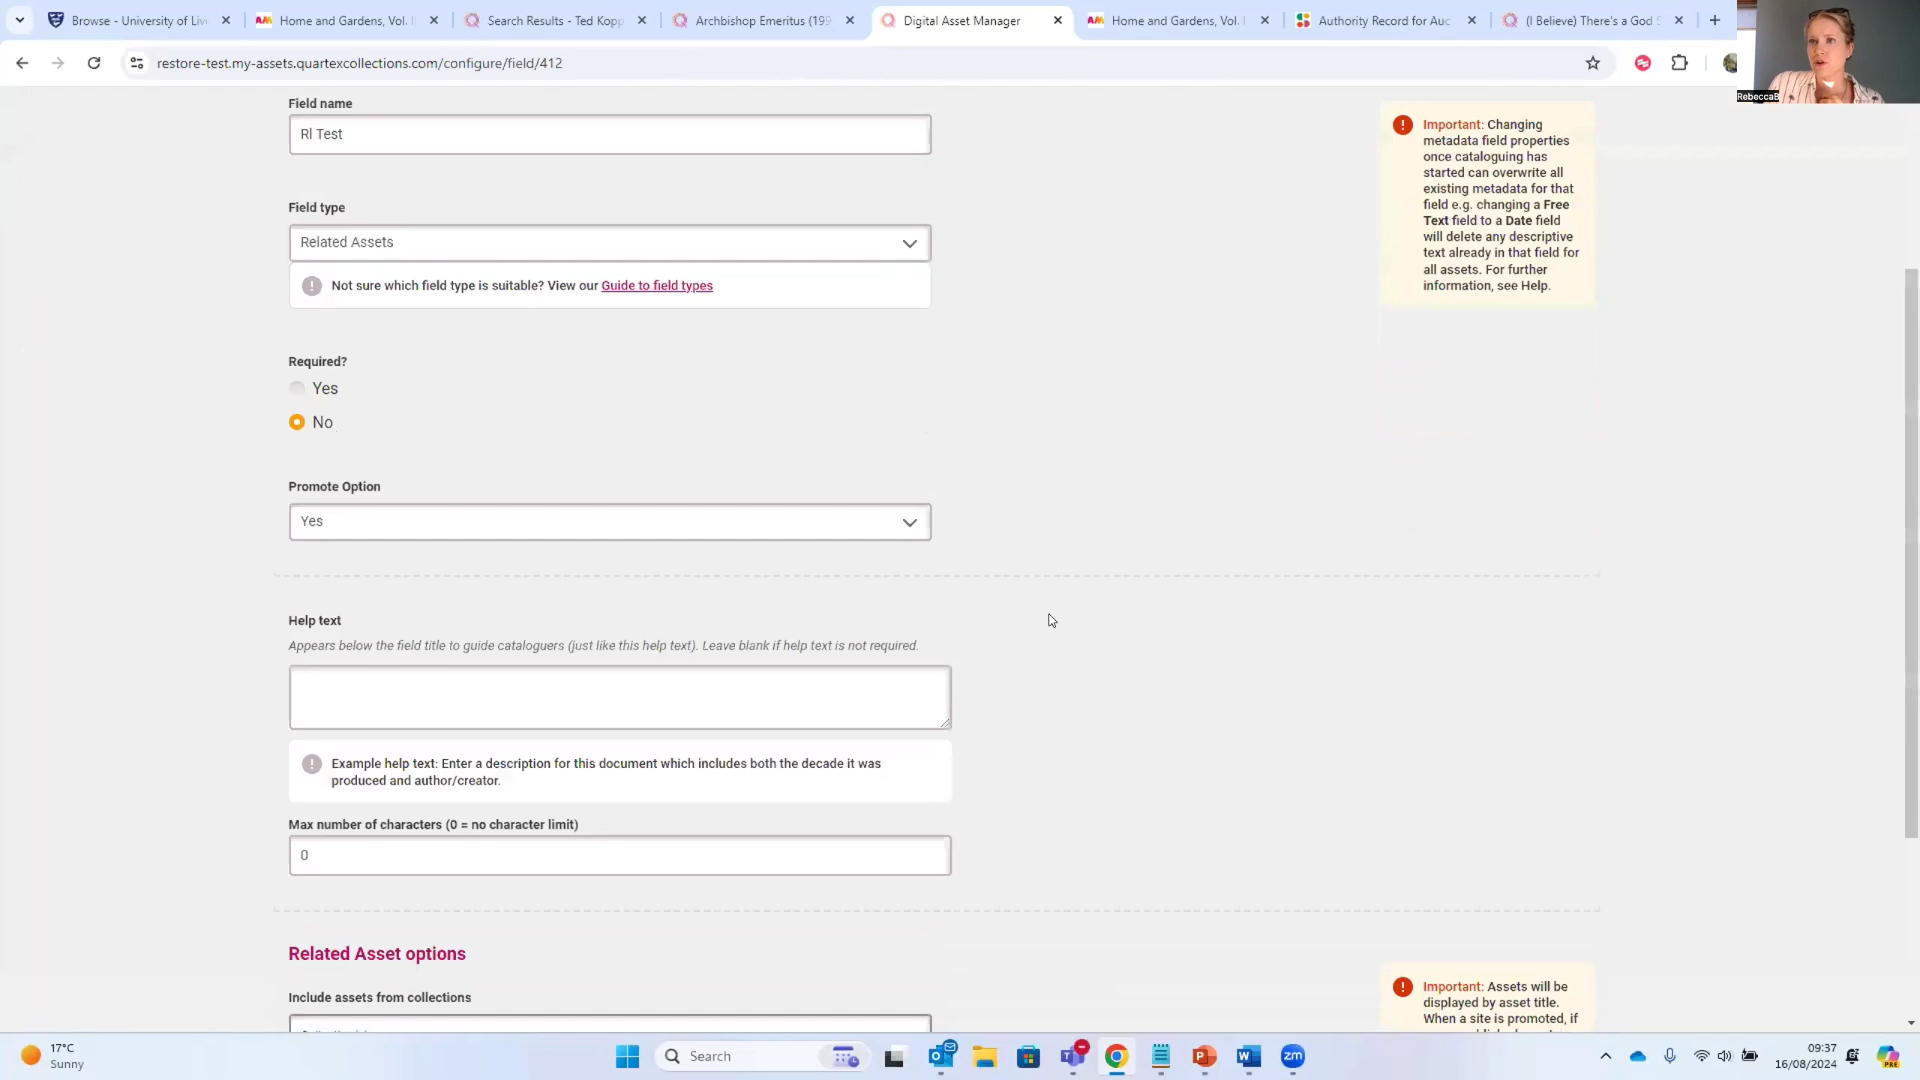 Browse - University of Liv
Home and Gardens, Vol. I
Search Results - Ted Kopp
Archbishop Emeritus (199
Digital Asset Manager
Home and Gardens, Vol. I
Authority Record for Auc
(I Believe) There's a God S
restore-test.my-assets.quartexcollections.com/configure/field/412
RebeccaB
Field name
Rl Test
Field type
Related Assets
Not sure which field type is suitable? View our Guide to field types
Required?
Yes
No
Promote Option
Yes
Important: Changing
metadata field properties
once cataloguing has
started can overwrite all
existing metadata for that
field e.g. changing a Free
Text field to a Date field
will delete any descriptive
text already in that field for
all assets. For further
information, see Help.
Help text
Appears below the field title to guide cataloguers (just like this help text). Leave blank if help text is not required.
Example help text: Enter a description for this document which includes both the decade it was
produced and author/creator.
Max number of characters (0 = no character limit)
0
Related Asset options
Include assets from collections
Important: Assets will be
displayed by asset title.
When a site is promoted, if
17°C
Sunny
Search
zm
09:37
16/08/2024
PRE